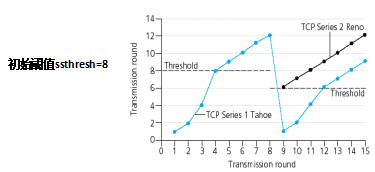 初始阈值ssthresh=8
14
12
10
8
6
4
2
0
Transmission round
Threshold
TCP Series 1 Tahoe
TCP Series 2 Reno
Threshold
0 1 2 3 4 5 6 7 8 9 10 11 12 13 14 15
Transmission round